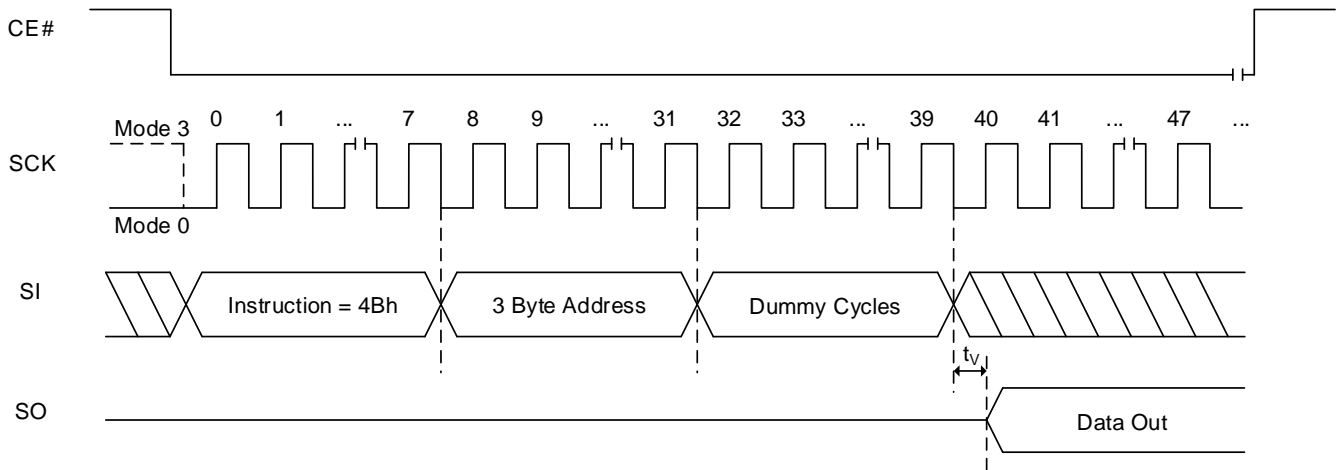 CE#
Mode 3
0 1 ... 7 8 9 ... 31 32 33 ... 39 40 41 ... 47 ...
SCK
Mode 0
SI
Instruction = 4Bh
3 Byte Address
Dummy Cycles
tV
SO
Data Out